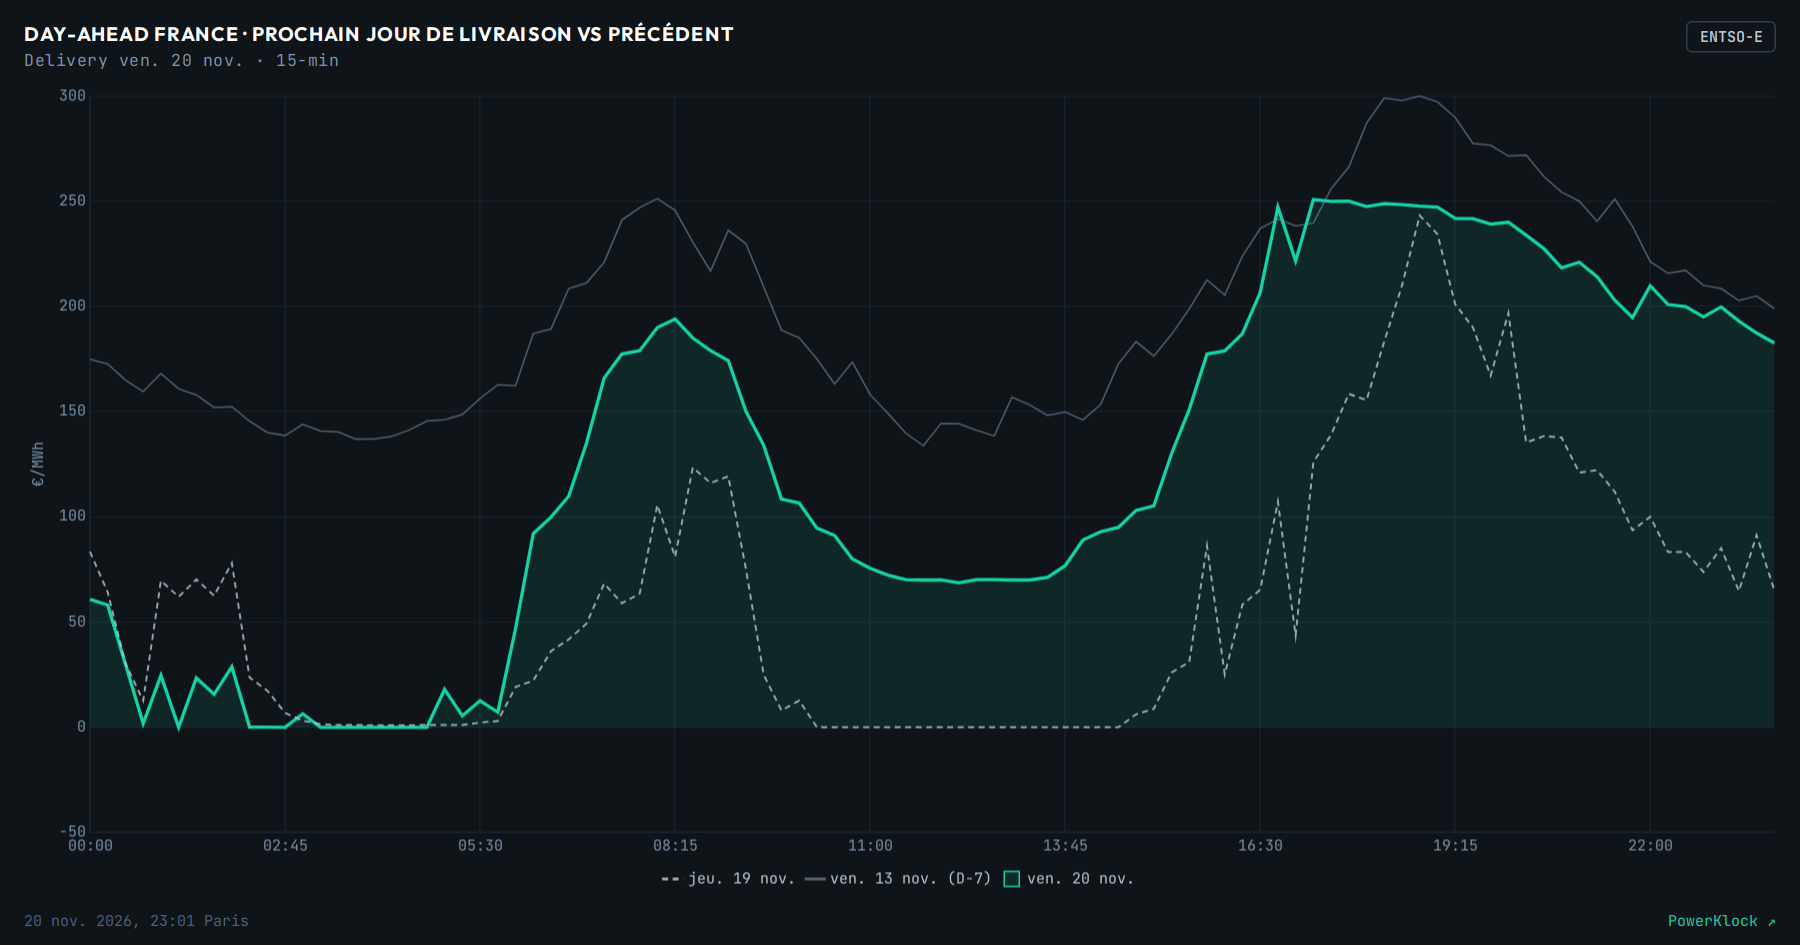 DAY-AHEAD FRANCE · PROCHAIN JOUR DE LIVRAISON VS PRÉCÉDENT
ENTSO-E
Delivery ven. 20 nov. · 15-min
300
250
200
150
100
50
0
-50
€/MWh
00:00 02:45 05:30 08:15 11:00 13:45 16:30 19:15 22:00
jeu. 19 nov. ven. 13 nov. (D-7) ven. 20 nov.
20 nov. 2026, 23:01 Paris
PowerKlock ↗